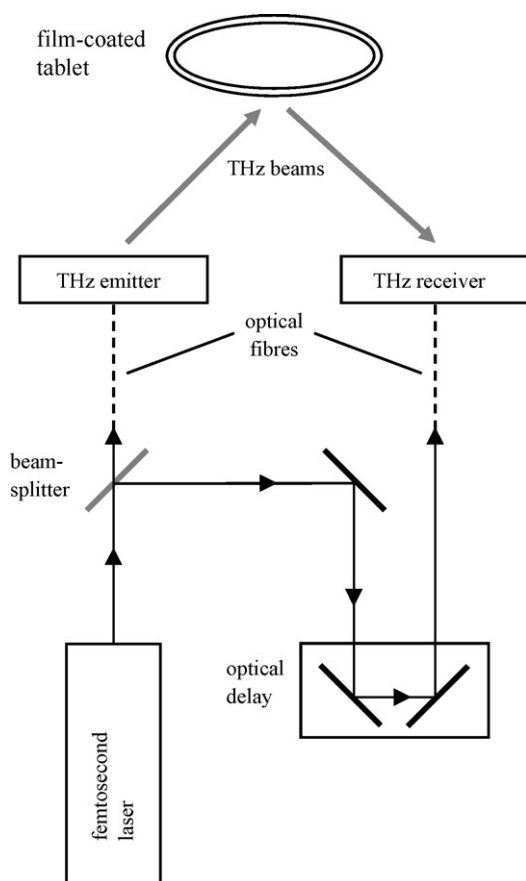 film-coated
tablet
THz beams
THz emitter
THz receiver
optical
fibres
beam-
splitter
optical
delay
femtosecond
laser